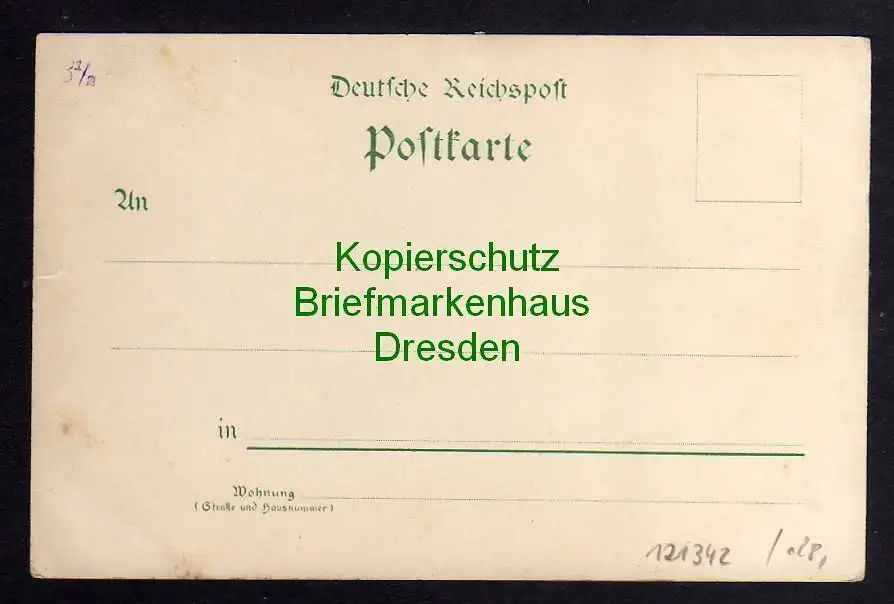 Deutsche Reichspost
Postkarte
An
Kopierschutz
Briefmarkenhaus
Dresden
in
Wohnung
(Straße und Hausnummer)
121342 /